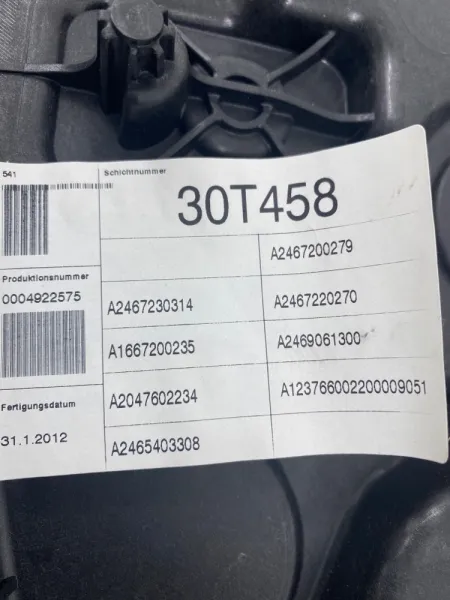 541
Schichtnummer
30T458
Produktionsnummer
0004922575
Fertigungsdatum
31.1.2012
A2467230314
A1667200235
A2047602234
A2465403308
A2467200279
A2467220270
A2469061300
A123766002200009051